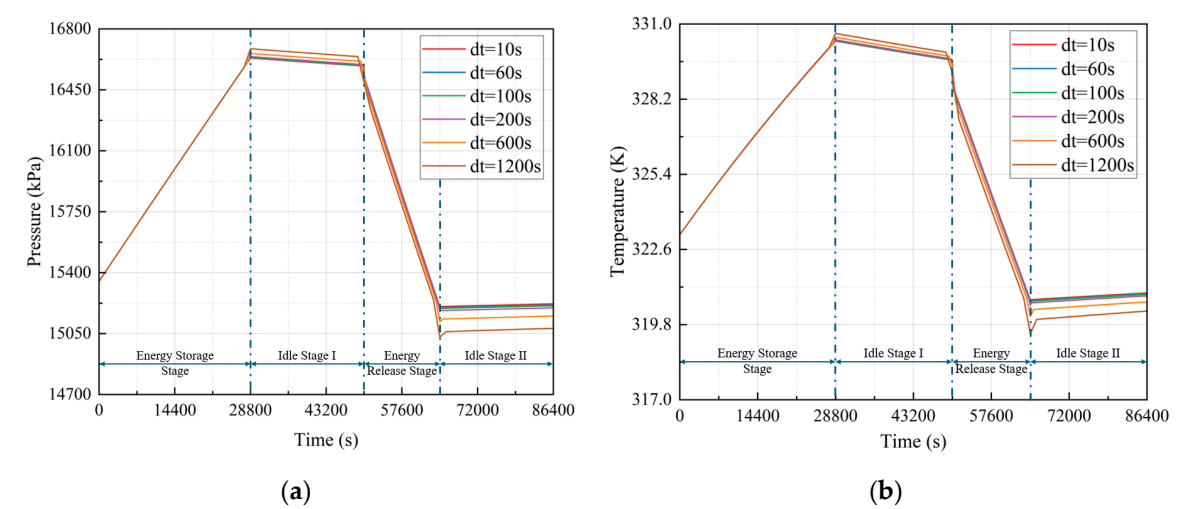 16800
16450
16100
15750
15400
15050
14700
Pressure (kPa)
dt=10s
dt=60s
dt=100s
dt=200s
dt=600s
dt=1200s
Energy Storage
Stage
Idle Stage I
Energy
Release Stage
Idle Stage II
0 14400 28800 43200 57600 72000 86400
Time (s)
(a)
331.0
328.2
325.4
322.6
319.8
317.0
Temperature (K)
dt=10s
dt=60s
dt=100s
dt=200s
dt=600s
dt=1200s
Energy Storage
Stage
Idle Stage I
Energy
Release Stage
Idle Stage II
0 14400 28800 43200 57600 72000 86400
Time (s)
(b)